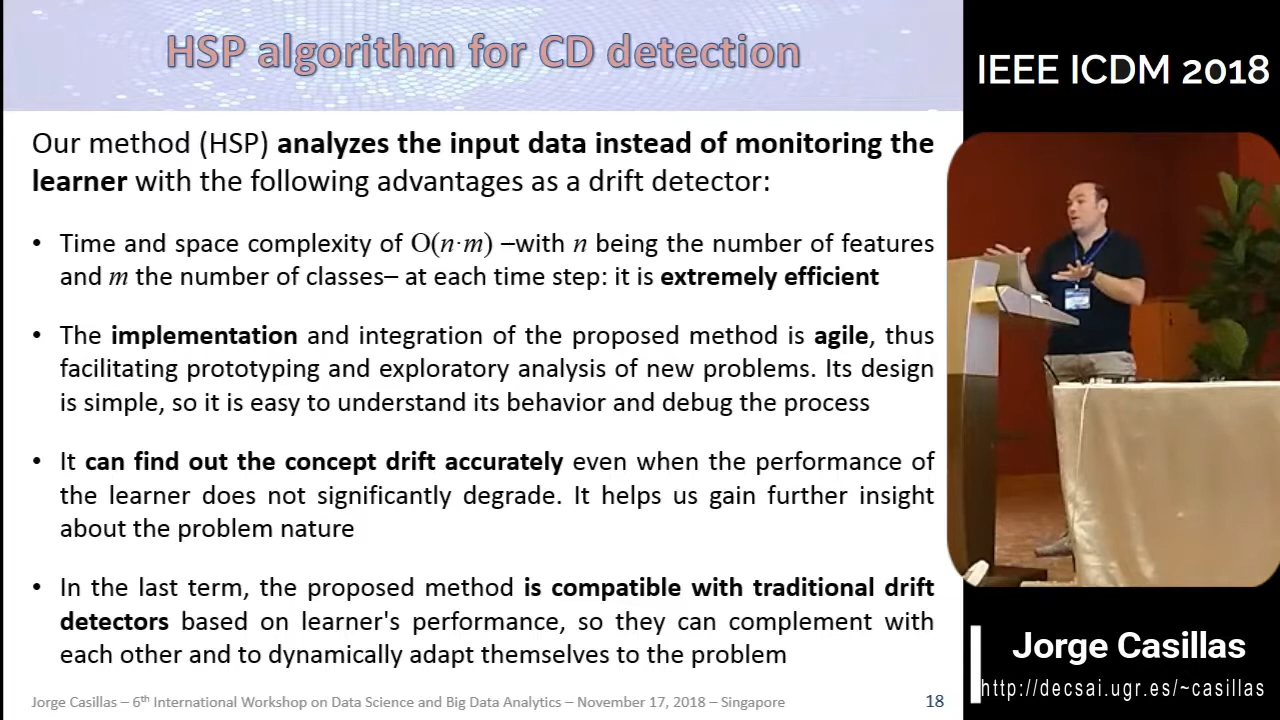 HSP algorithm for CD detection
IEEE ICDM 2018
Our method (HSP) analyzes the input data instead of monitoring the
learner with the following advantages as a drift detector:
• Time and space complexity of O(n·m) –with n being the number of features
and m the number of classes– at each time step: it is extremely efficient
• The implementation and integration of the proposed method is agile, thus
facilitating prototyping and exploratory analysis of new problems. Its design
is simple, so it is easy to understand its behavior and debug the process
• It can find out the concept drift accurately even when the performance of
the learner does not significantly degrade. It helps us gain further insight
about the problem nature
• In the last term, the proposed method is compatible with traditional drift
detectors based on learner's performance, so they can complement with
each other and to dynamically adapt themselves to the problem
Jorge Casillas – 6th International Workshop on Data Science and Big Data Analytics – November 17, 2018 – Singapore
18
Jorge Casillas
http://decsai.ugr.es/~casillas